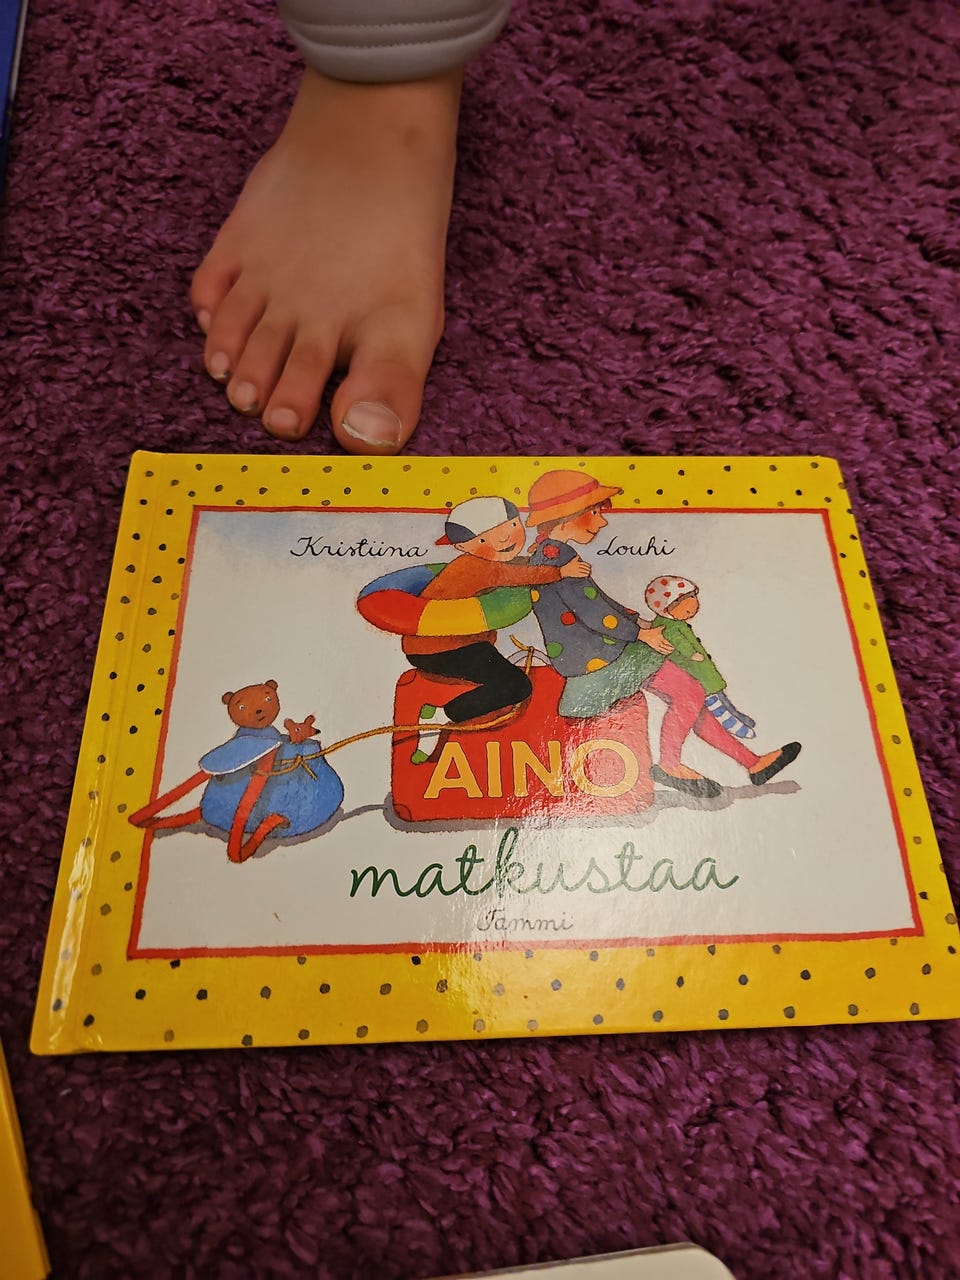 Kristiina Louhi
AINO
matkustaa
Tammi